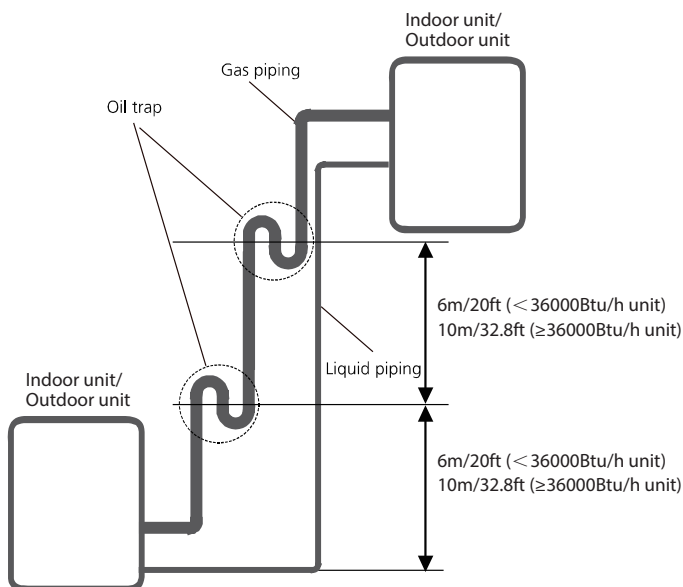 Indoor unit/
Outdoor unit
Gas piping
Oil trap
6m/20ft (<36000Btu/h unit)
10m/32.8ft (≥36000Btu/h unit)
Liquid piping
Indoor unit/
Outdoor unit
6m/20ft (<36000Btu/h unit)
10m/32.8ft (≥36000Btu/h unit)